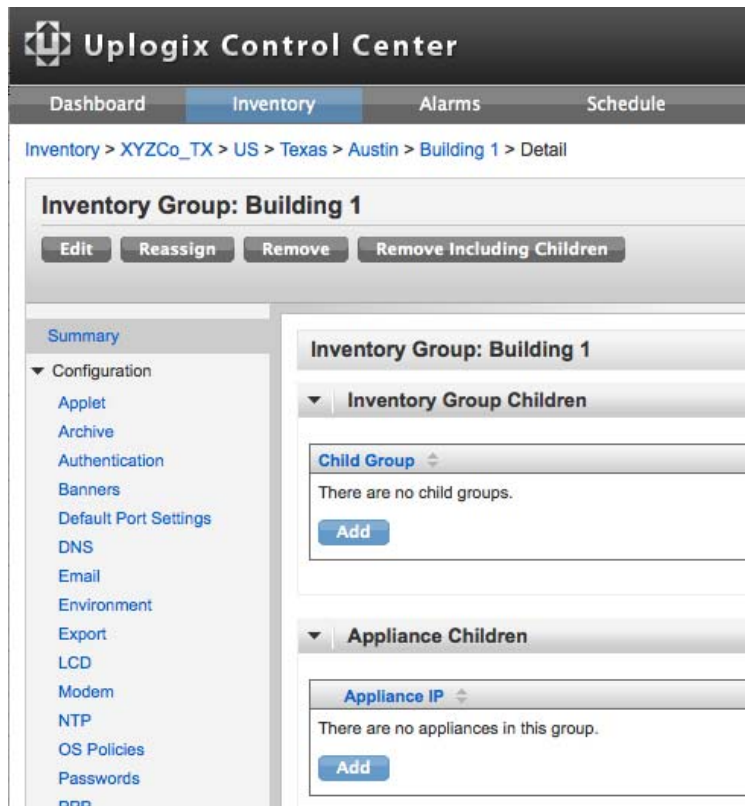 Uplogix Control Center
Dashboard Inventory Alarms Schedule
Inventory > XYZCo_TX > US > Texas > Austin > Building 1 > Detail
Inventory Group: Building 1
Edit Reassign Remove Remove Including Children
Summary
Configuration
Applet
Archive
Authentication
Banners
Default Port Settings
DNS
Email
Environment
Export
LCD
Modem
NTP
OS Policies
Passwords
Inventory Group: Building 1
Inventory Group Children
Child Group
There are no child groups.
Add
Appliance Children
Appliance IP
There are no appliances in this group.
Add